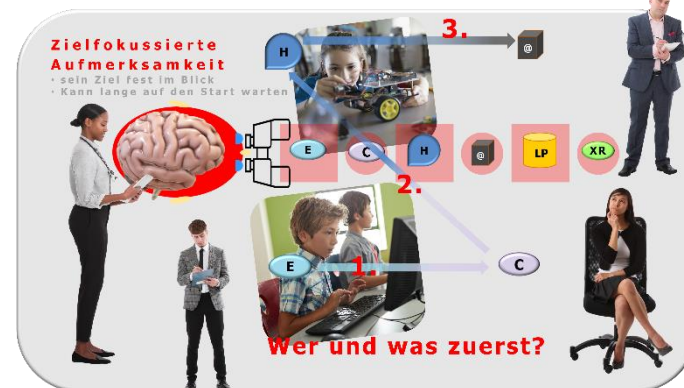 Zielfokussierte
Aufmerksamkeit
• sein Ziel fest im Blick
• Kann lange auf den Start warten
H
3.
@
E
C
H
@
LP
XR
2.
E
1.
C
Wer und was zuerst?